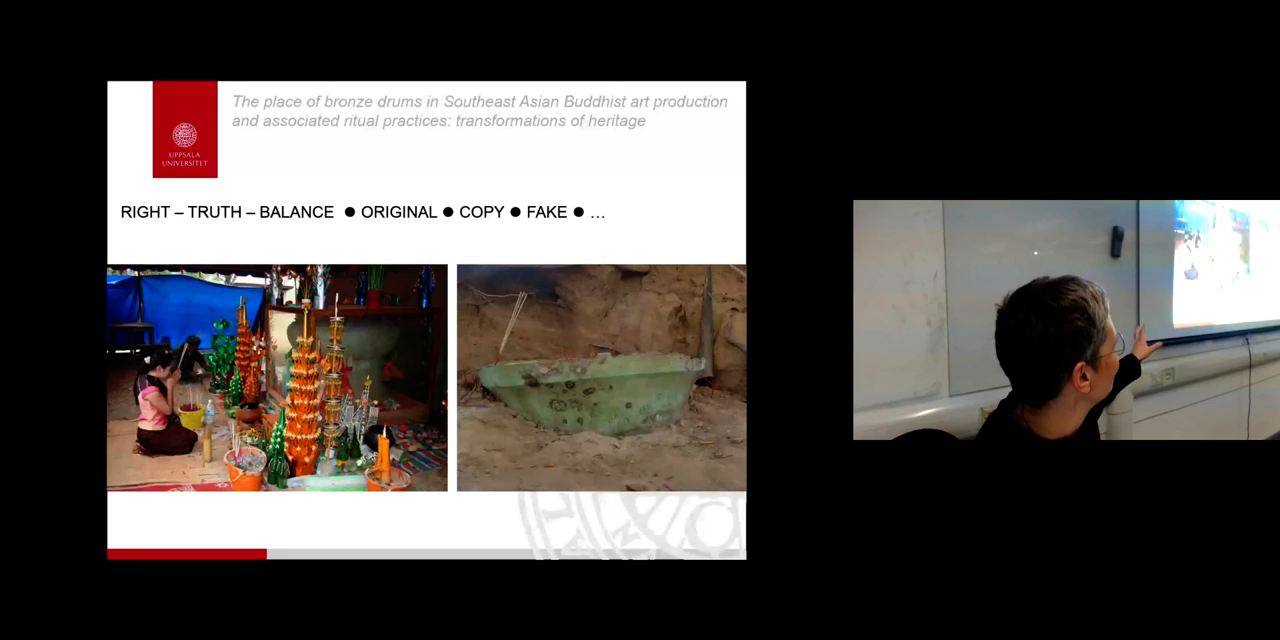 The place of bronze drums in Southeast Asian Buddhist art production
and associated ritual practices: transformations of heritage
UPPSALA
UNIVERSITET
RIGHT – TRUTH – BALANCE ● ORIGINAL ● COPY ● FAKE ● …